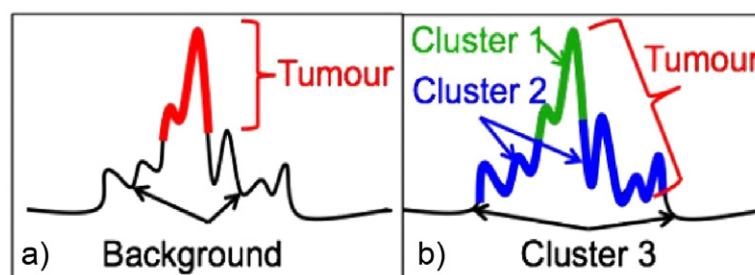 Tumour
a)
Background
Cluster 1
Cluster 2
Tumour
b)
Cluster 3